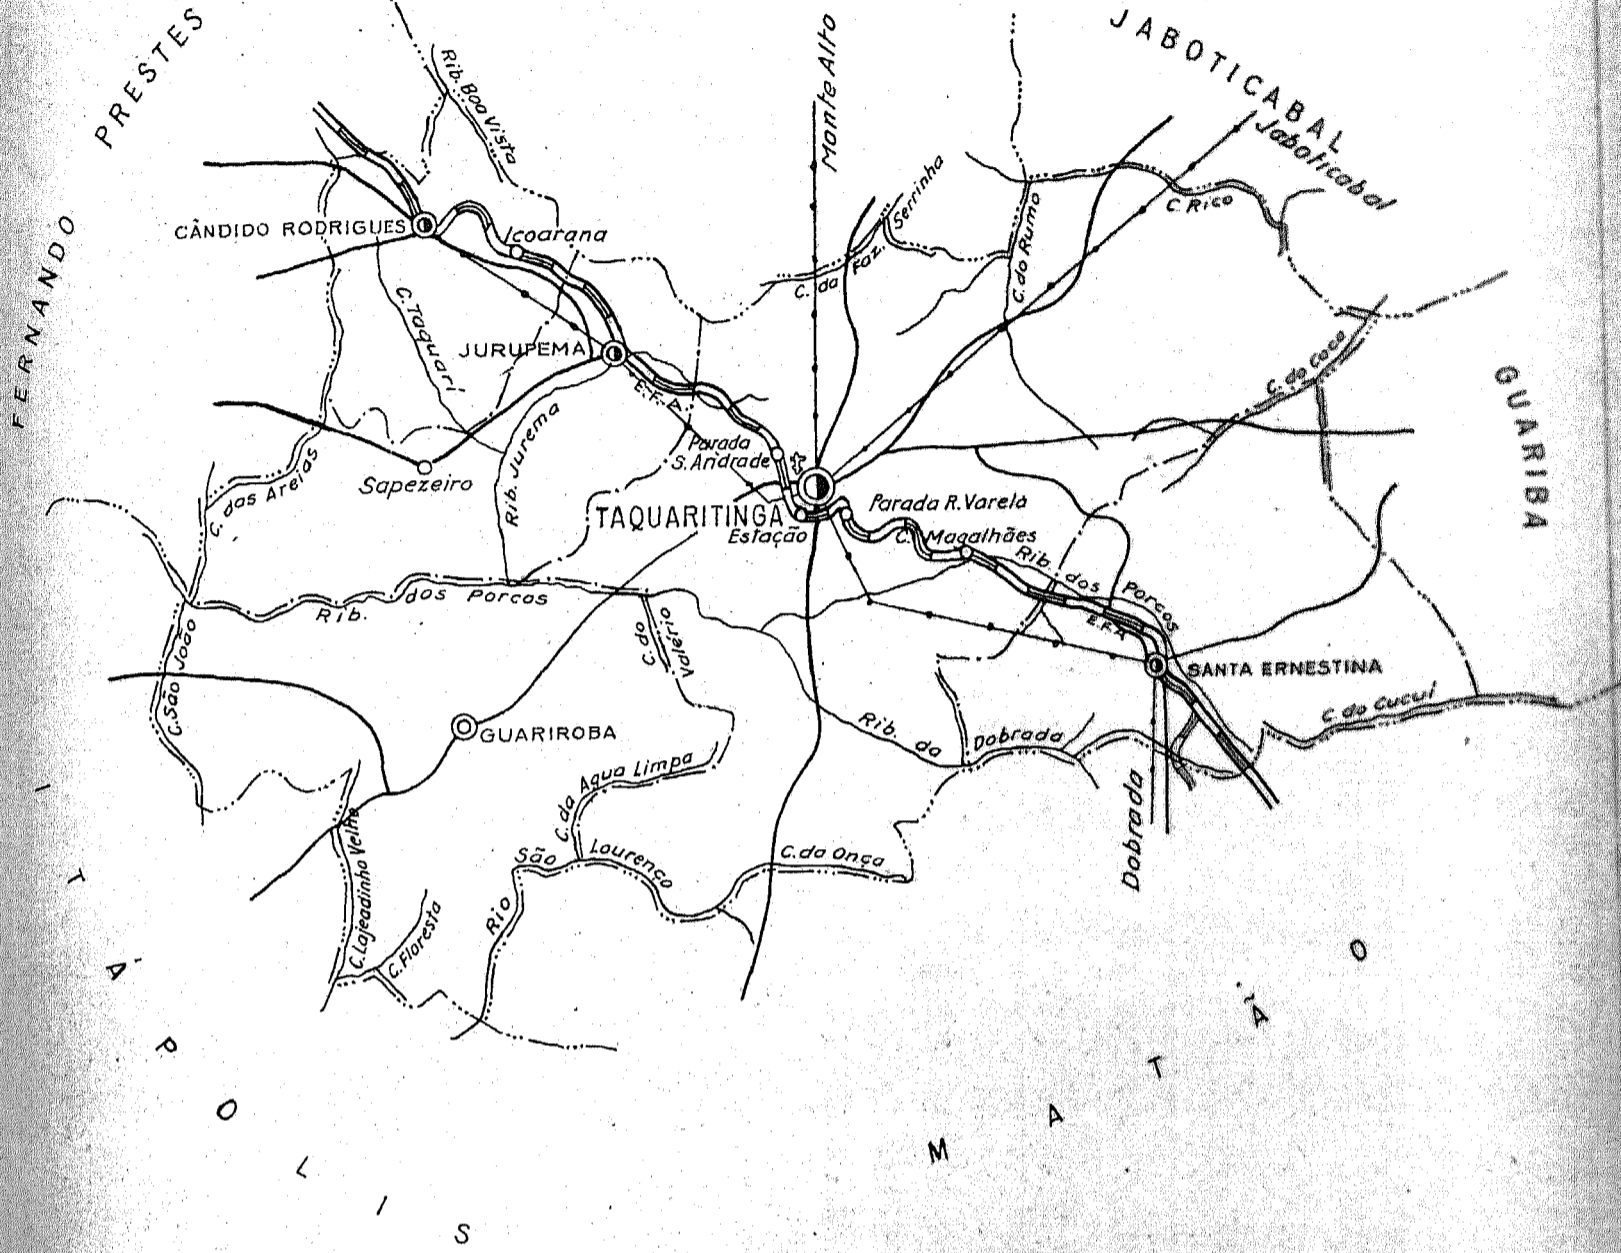 FERNANDO PRESTES
JABOTICABAL
Monte Alto
Jaboticabal
Rib. Boa Vista
C. Rico
C. da Faz. Serrinha
C. do Rumo
CÂNDIDO RODRIGUES
Icoarana
C. Taquari
JURUPEMA
E.F.A.
C. do Coco
GUARIBA
Rib. Jurema
Parada
S. Andrade
Sapezeiro
C. das Areias
TAQUARITINGA
Estação
Parada R. Varela
C. Magalhães
Rib. dos Porcos
E.F.A
Rib. dos Porcos
C. do Valério
C. São João
SANTA ERNESTINA
C. do Cucuí
GUARIROBA
Rib. da Dobrada
C. da Agua Limpa
Dobrada
C. Lajeadinho Velho
São Lourenço
Rio
C. da Onça
C. Floresta
ITÁPOLIS
MATÃO